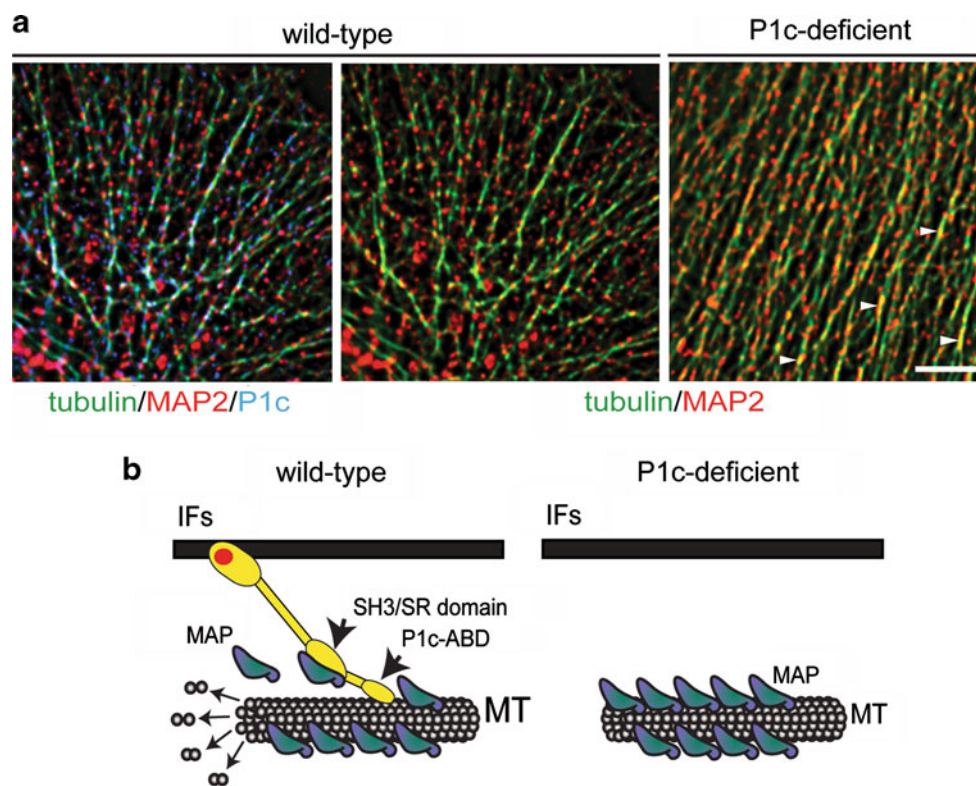 a
wild-type
P1c-deficient
tubulin/MAP2/P1c
tubulin/MAP2
b
wild-type
P1c-deficient
IFs
IFs
SH3/SR domain
P1c-ABD
MAP
MT
MAP
MT